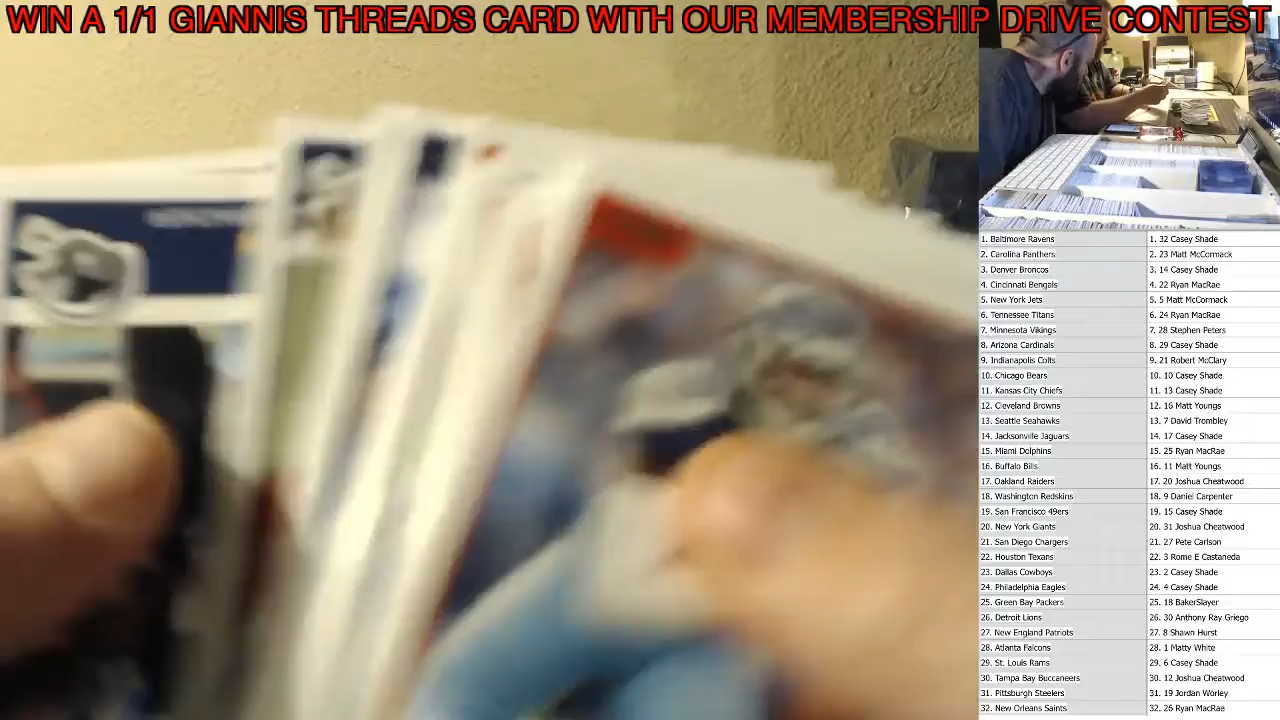 WIN A 1/1 GIANNIS THREADS CARD WITH OUR MEMBERSHIP DRIVE CONTEST
1. Baltimore Ravens 1. 32 Casey Shade
2. Carolina Panthers 2. 23 Matt McCormack
3. Denver Broncos 3. 14 Casey Shade
4. Cincinnati Bengals 4. 22 Ryan MacRae
5. New York Jets 5. 5 Matt McCormack
6. Tennessee Titans 6. 24 Ryan MacRae
7. Minnesota Vikings 7. 28 Stephen Peters
8. Arizona Cardinals 8. 29 Casey Shade
9. Indianapolis Colts 9. 21 Robert McClary
10. Chicago Bears 10. 10 Casey Shade
11. Kansas City Chiefs 11. 13 Casey Shade
12. Cleveland Browns 12. 16 Matt Youngs
13. Seattle Seahawks 13. 7 David Trombley
14. Jacksonville Jaguars 14. 17 Casey Shade
15. Miami Dolphins 15. 25 Ryan MacRae
16. Buffalo Bills 16. 11 Matt Youngs
17. Oakland Raiders 17. 20 Joshua Cheatwood
18. Washington Redskins 18. 9 Daniel Carpenter
19. San Francisco 49ers 19. 15 Casey Shade
20. New York Giants 20. 31 Joshua Cheatwood
21. San Diego Chargers 21. 27 Pete Carlson
22. Houston Texans 22. 3 Rome E Castaneda
23. Dallas Cowboys 23. 2 Casey Shade
24. Philadelphia Eagles 24. 4 Casey Shade
25. Green Bay Packers 25. 18 BakerSlayer
26. Detroit Lions 26. 30 Anthony Ray Griego
27. New England Patriots 27. 8 Shawn Hurst
28. Atlanta Falcons 28. 1 Matty White
29. St. Louis Rams 29. 6 Casey Shade
30. Tampa Bay Buccaneers 30. 12 Joshua Cheatwood
31. Pittsburgh Steelers 31. 19 Jordan Worley
32. New Orleans Saints 32. 26 Ryan MacRae